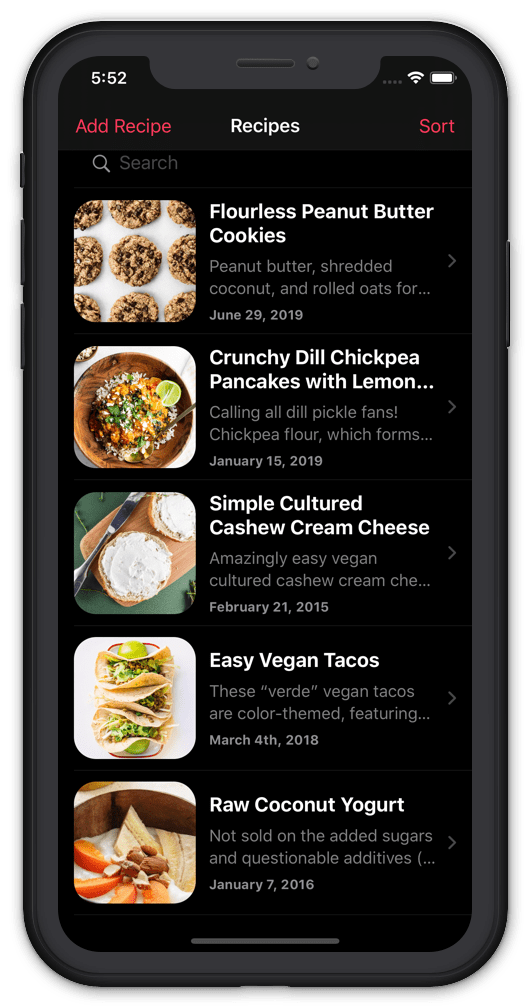 5:52
Add Recipe Recipes Sort
Search
Flourless Peanut Butter
Cookies
Peanut butter, shredded
coconut, and rolled oats for...
June 29, 2019
Crunchy Dill Chickpea
Pancakes with Lemon...
Calling all dill pickle fans!
Chickpea flour, which forms...
January 15, 2019
Simple Cultured
Cashew Cream Cheese
Amazingly easy vegan
cultured cashew cream che...
February 21, 2015
Easy Vegan Tacos
These “verde” vegan tacos
are color-themed, featuring...
March 4th, 2018
Raw Coconut Yogurt
Not sold on the added sugars
and questionable additives (...
January 7, 2016